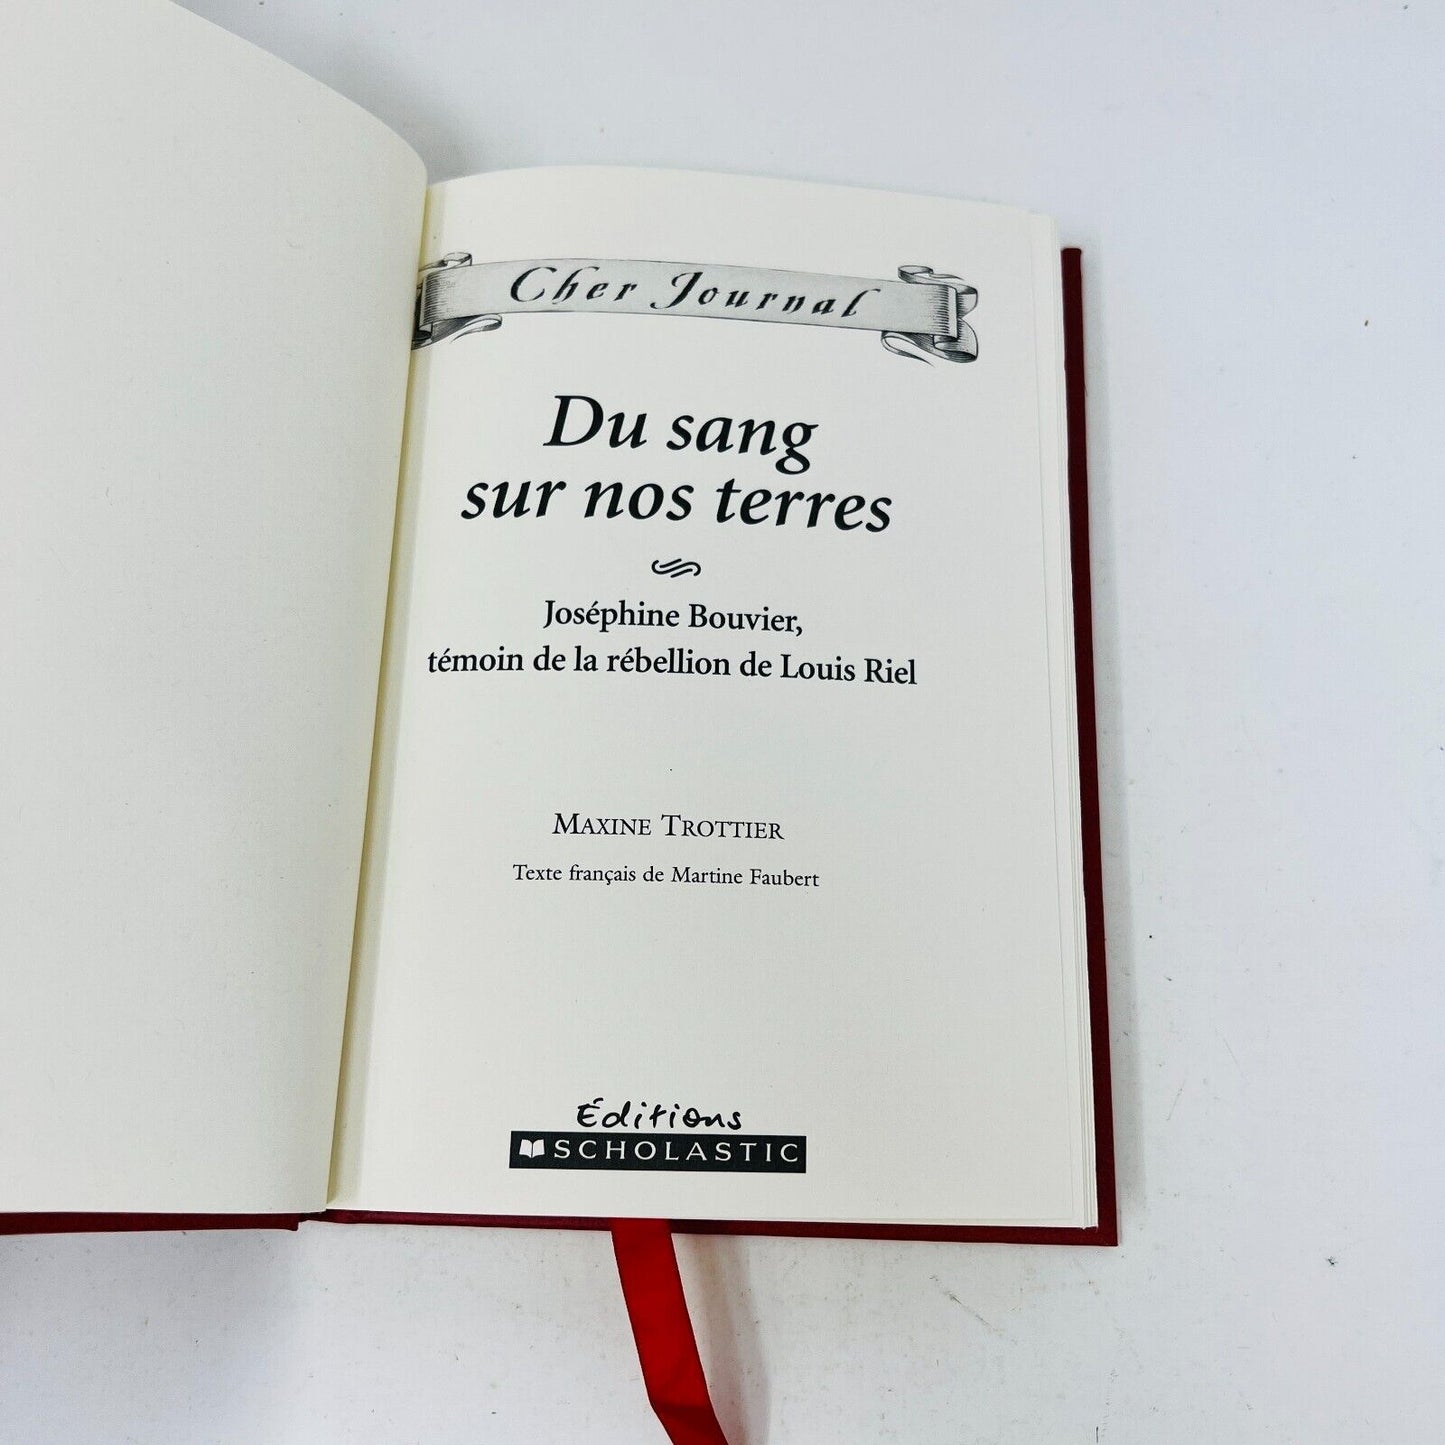 Cher Journal
Du sang
sur nos terres
Joséphine Bouvier,
témoin de la rébellion de Louis Riel
Maxine Trottier
Texte français de Martine Faubert
Éditions
SCHOLASTIC